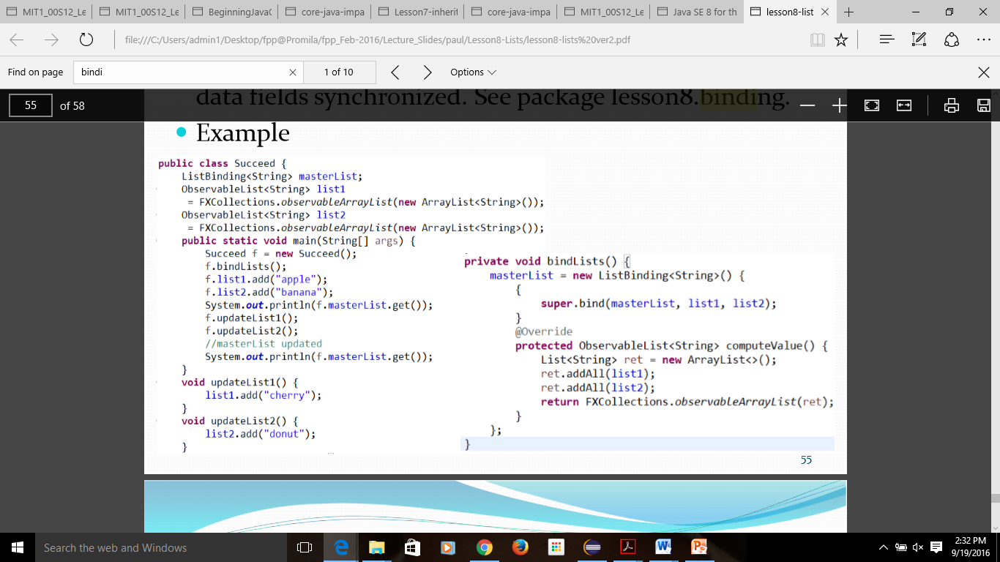 MIT1_00S12_Le
MIT1_00S12_Le
BeginningJava
core-java-impa
Lesson7-inherit
core-java-impa
MIT1_00S12_Le
Java SE 8 for th
lesson8-list
file:///C:/Users/admin1/Desktop/fpp@Promila/fpp_Feb-2016/Lecture_Slides/paul/Lesson8-Lists/lesson8-lists%20ver2.pdf
Find on page
bindi
1 of 10
Options
55 of 58
data fields synchronized. See package lesson8.binding.
• Example
public class Succeed {
ListBinding<String> masterList;
ObservableList<String> list1
= FXCollections.observableArrayList(new ArrayList<String>());
ObservableList<String> list2
= FXCollections.observableArrayList(new ArrayList<String>());
public static void main(String[] args) {
Succeed f = new Succeed();
f.bindLists();
f.list1.add("apple");
f.list2.add("banana");
System.out.println(f.masterList.get());
f.updateList1();
f.updateList2();
//masterList updated
System.out.println(f.masterList.get());
}
void updateList1() {
list1.add("cherry");
}
void updateList2() {
list2.add("donut");
}
private void bindLists() {
masterList = new ListBinding<String>() {
{
super.bind(masterList, list1, list2);
}
@Override
protected ObservableList<String> computeValue() {
List<String> ret = new ArrayList<>();
ret.addAll(list1);
ret.addAll(list2);
return FXCollections.observableArrayList(ret);
}
};
}
55
Search the web and Windows
2:32 PM
9/19/2016